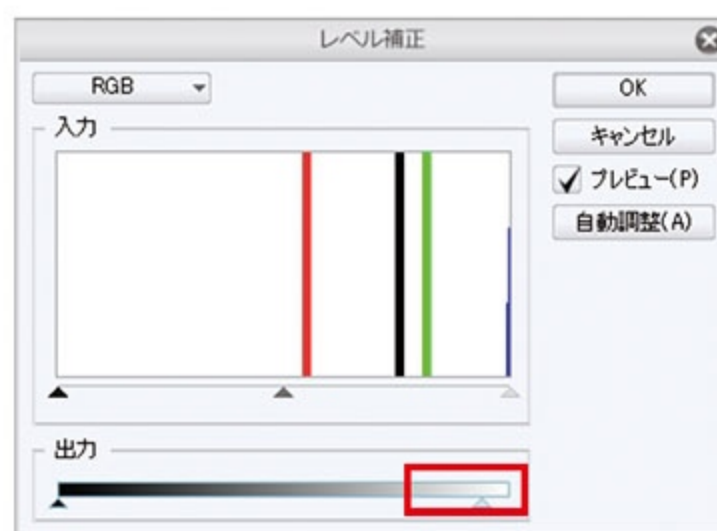 レベル補正
RGB
OK
入力
キャンセル
プレビュー(P)
自動調整(A)
出力